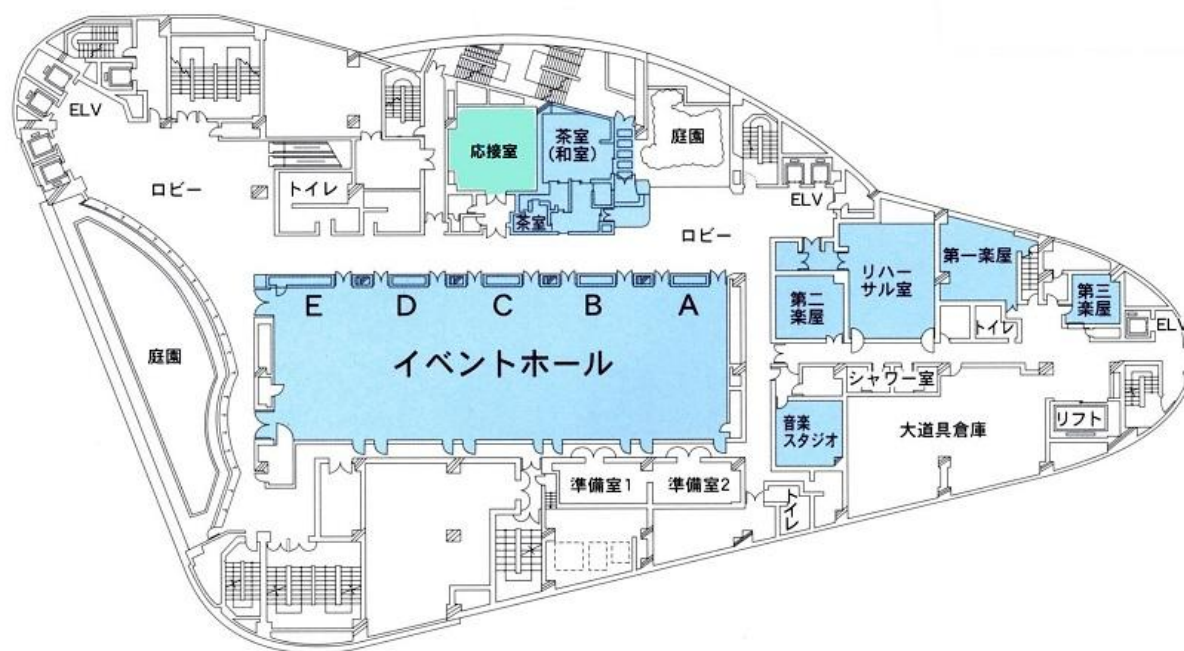 ELV
ロビー
トイレ
応接室
茶室
(和室)
茶室
庭園
ELV
ロビー
リハー
サル室
第一楽屋
第二
楽屋
第三
楽屋
トイレ
ELV
E
D
C
B
A
イベントホール
庭園
シャワー室
音楽
スタジオ
大道具倉庫
リフト
準備室1
準備室2
トイレ